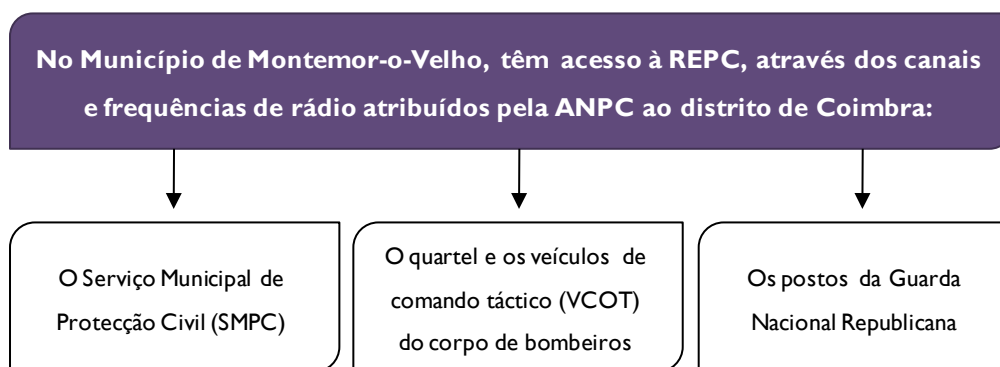 No Município de Montemor-o-Velho, têm acesso à REPC, através dos canais
e frequências de rádio atribuídos pela ANPC ao distrito de Coimbra:
O Serviço Municipal de
Protecção Civil (SMPC)
O quartel e os veículos de
comando táctico (VCOT)
do corpo de bombeiros
Os postos da Guarda
Nacional Republicana